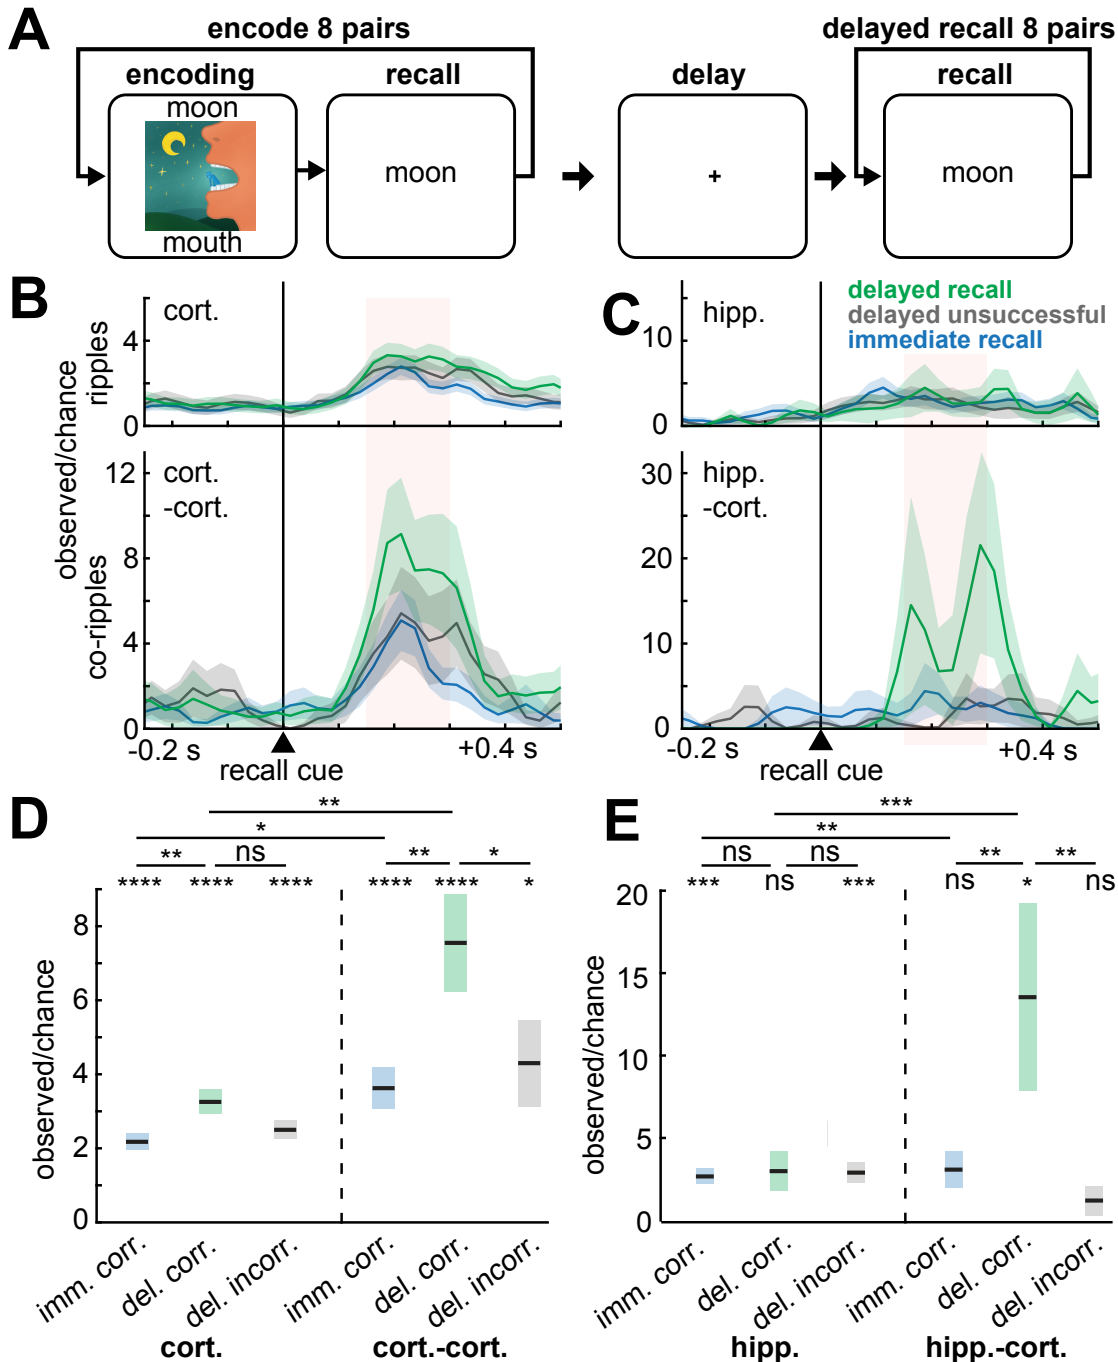 A
encode 8 pairs
delayed recall 8 pairs
encoding
recall
delay
recall
moon
mouth
moon
+
moon
B
cort.
4
0
observed/chance
ripples
co-ripples
cort.
-cort.
12
8
4
0
-0.2 s
+0.4 s
recall cue
C
hipp.
delayed recall
delayed unsuccessful
immediate recall
10
0
hipp.
-cort.
30
20
10
0
-0.2 s
+0.4 s
recall cue
D
**
*
** ns ** *
**** **** **** **** **** *
observed/chance
8
6
4
2
0
imm. corr. del. corr. del. incorr. imm. corr. del. corr. del. incorr.
cort. cort.-cort.
E
***
**
ns ns ** **
*** ns *** ns * ns
observed/chance
20
15
10
5
0
imm. corr. del. corr. del. incorr. imm. corr. del. corr. del. incorr.
hipp. hipp.-cort.